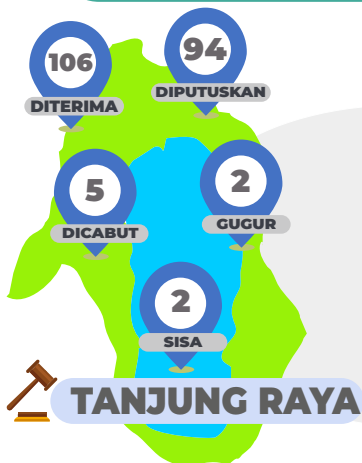 106
DITERIMA
94
DIPUTUSKAN
5
DICABUT
2
GUGUR
2
SISA
TANJUNG RAYA